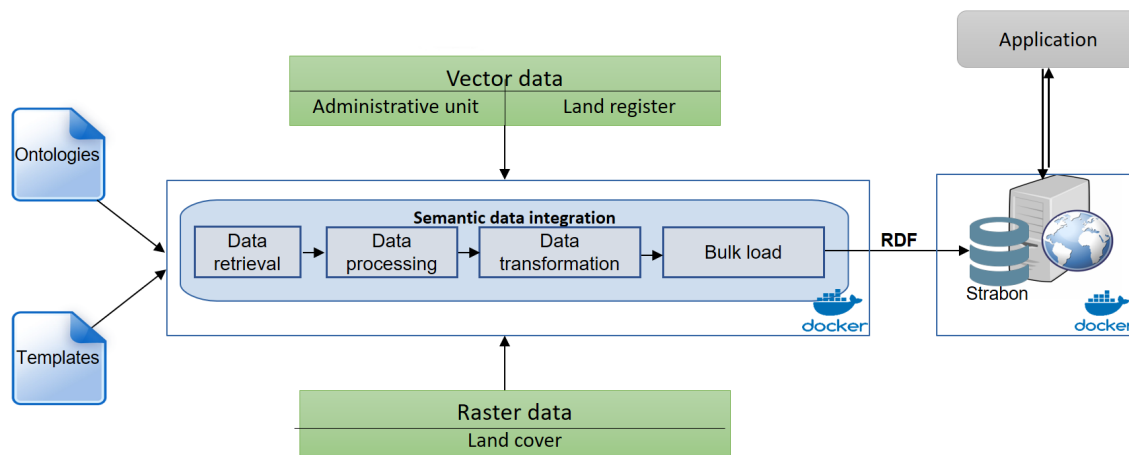 Application
Vector data
Administrative unit
Land register
Ontologies
Semantic data integration
Data
retrieval
Data
processing
Data
transformation
Bulk load
RDF
Strabon
docker
docker
Templates
Raster data
Land cover